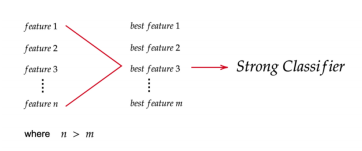 feature 1
feature 2
feature 3
⋮
feature n
best feature 1
best feature 2
best feature 3
⋮
best feature m
Strong Classifier
where n > m